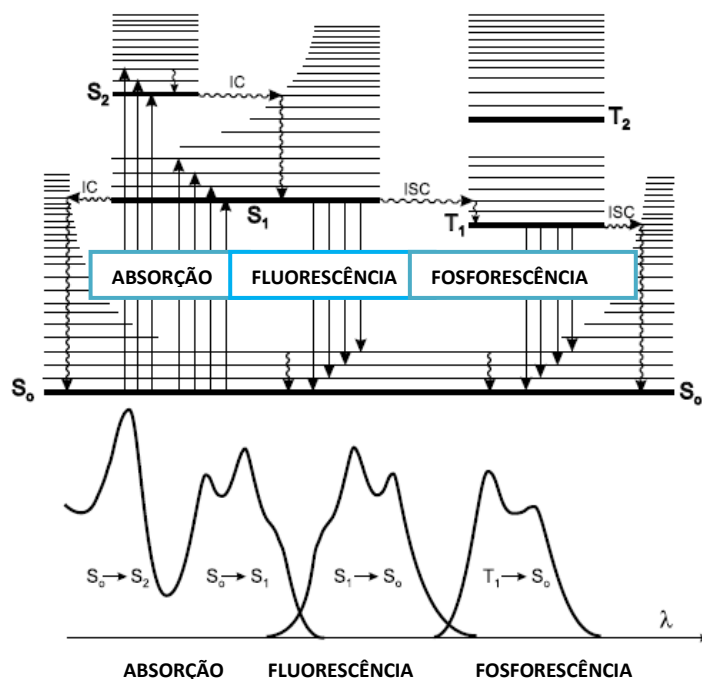 IC
S₂
T₂
IC
ISC
ISC
S₁
T₁
ABSORÇÃO FLUORESCÊNCIA FOSFORESCÊNCIA
Sₒ Sₒ
Sₒ→S₂ Sₒ→S₁ S₁→Sₒ T₁→Sₒ
λ
ABSORÇÃO FLUORESCÊNCIA FOSFORESCÊNCIA